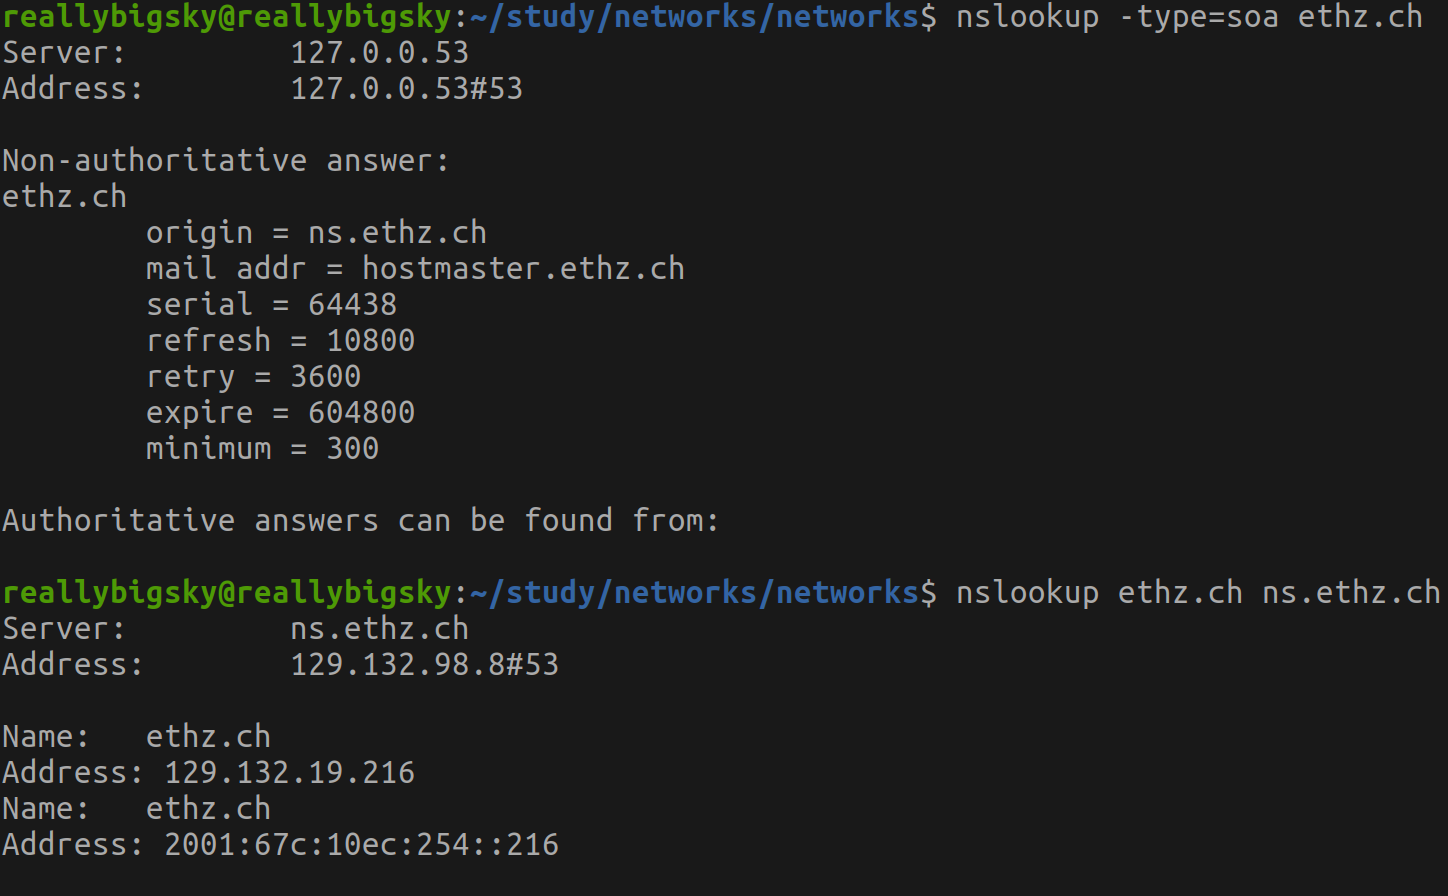 reallybigsky@reallybigsky:~/study/networks/networks$ nslookup -type=soa ethz.ch
Server:         127.0.0.53
Address:        127.0.0.53#53

Non-authoritative answer:
ethz.ch
        origin = ns.ethz.ch
        mail addr = hostmaster.ethz.ch
        serial = 64438
        refresh = 10800
        retry = 3600
        expire = 604800
        minimum = 300

Authoritative answers can be found from:

reallybigsky@reallybigsky:~/study/networks/networks$ nslookup ethz.ch ns.ethz.ch
Server:         ns.ethz.ch
Address:        129.132.98.8#53

Name:   ethz.ch
Address: 129.132.19.216
Name:   ethz.ch
Address: 2001:67c:10ec:254::216